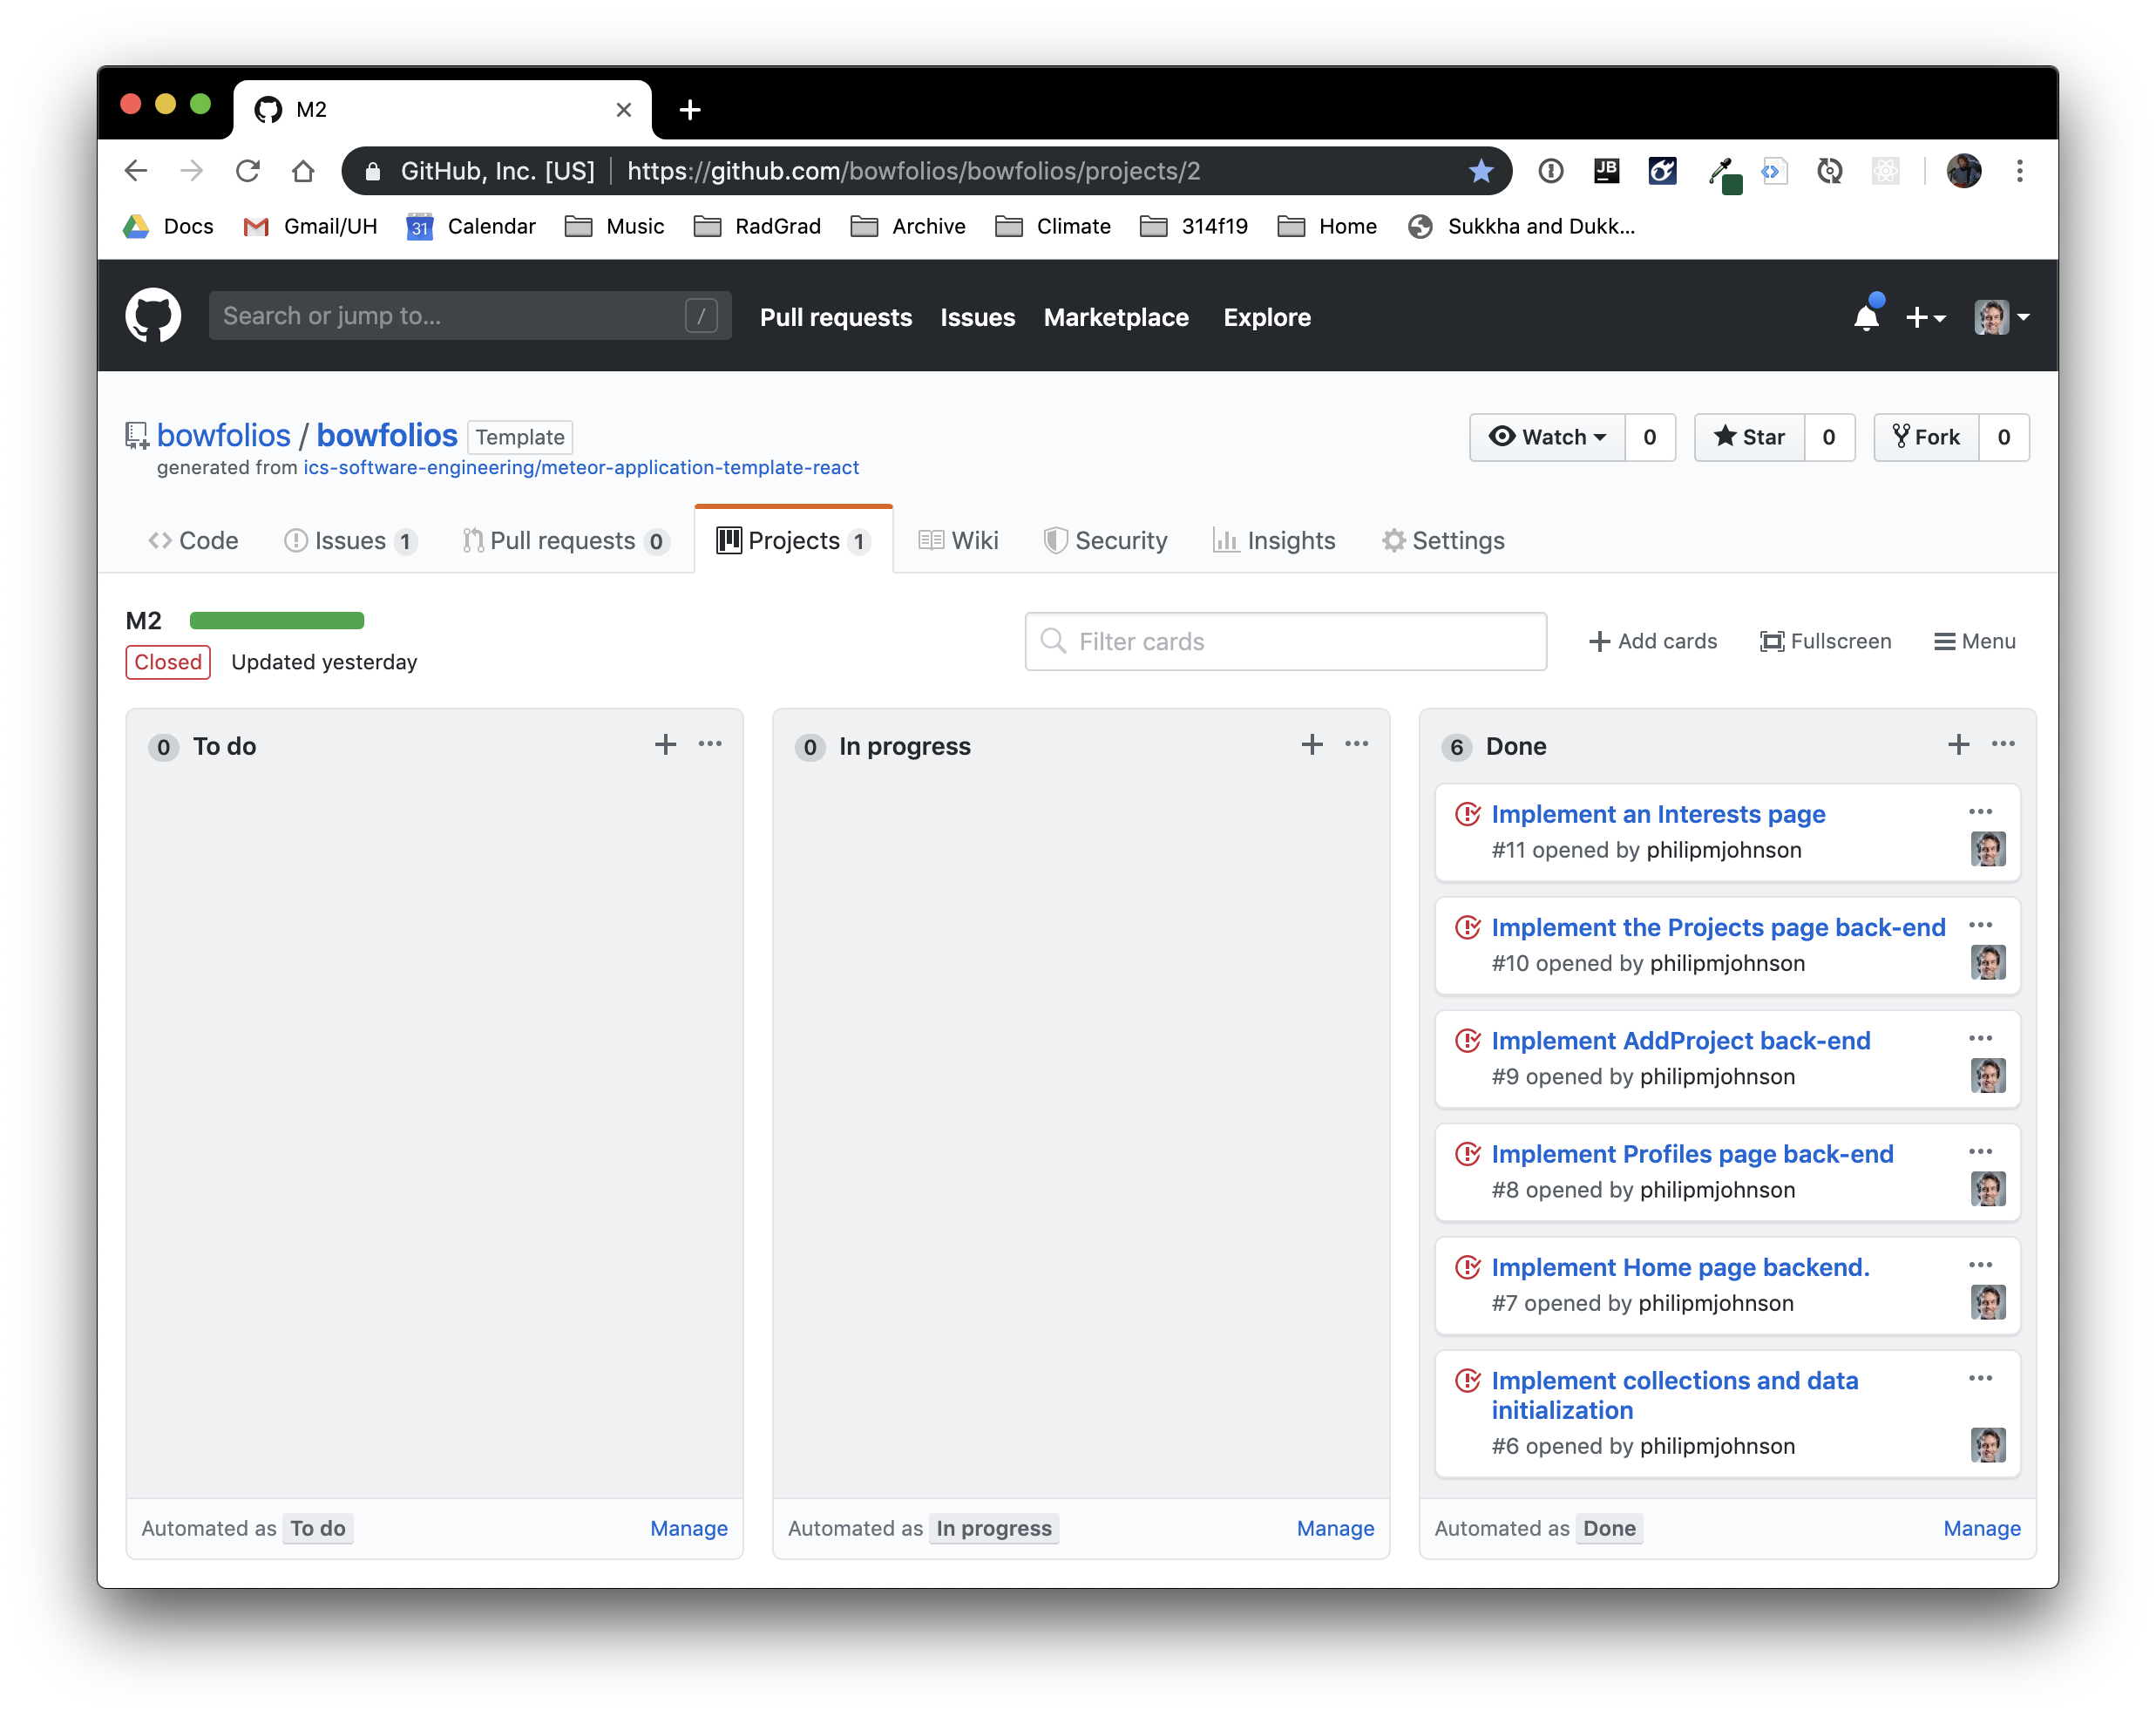 M2
GitHub, Inc. [US] https://github.com/bowfolios/bowfolios/projects/2
JB
Docs Gmail/UH 31 Calendar Music RadGrad Archive Climate 314f19 Home Sukkha and Dukk...
Search or jump to... / Pull requests Issues Marketplace Explore
bowfolios / bowfolios Template
Watch 0 Star 0 Fork 0
generated from ics-software-engineering/meteor-application-template-react
Code Issues 1 Pull requests 0 Projects 1 Wiki Security Insights Settings
M2
Closed Updated yesterday
Filter cards Add cards Fullscreen Menu
0 To do
Automated as To do Manage
0 In progress
Automated as In progress Manage
6 Done
Implement an Interests page
#11 opened by philipmjohnson
Implement the Projects page back-end
#10 opened by philipmjohnson
Implement AddProject back-end
#9 opened by philipmjohnson
Implement Profiles page back-end
#8 opened by philipmjohnson
Implement Home page backend.
#7 opened by philipmjohnson
Implement collections and data
initialization
#6 opened by philipmjohnson
Automated as Done Manage